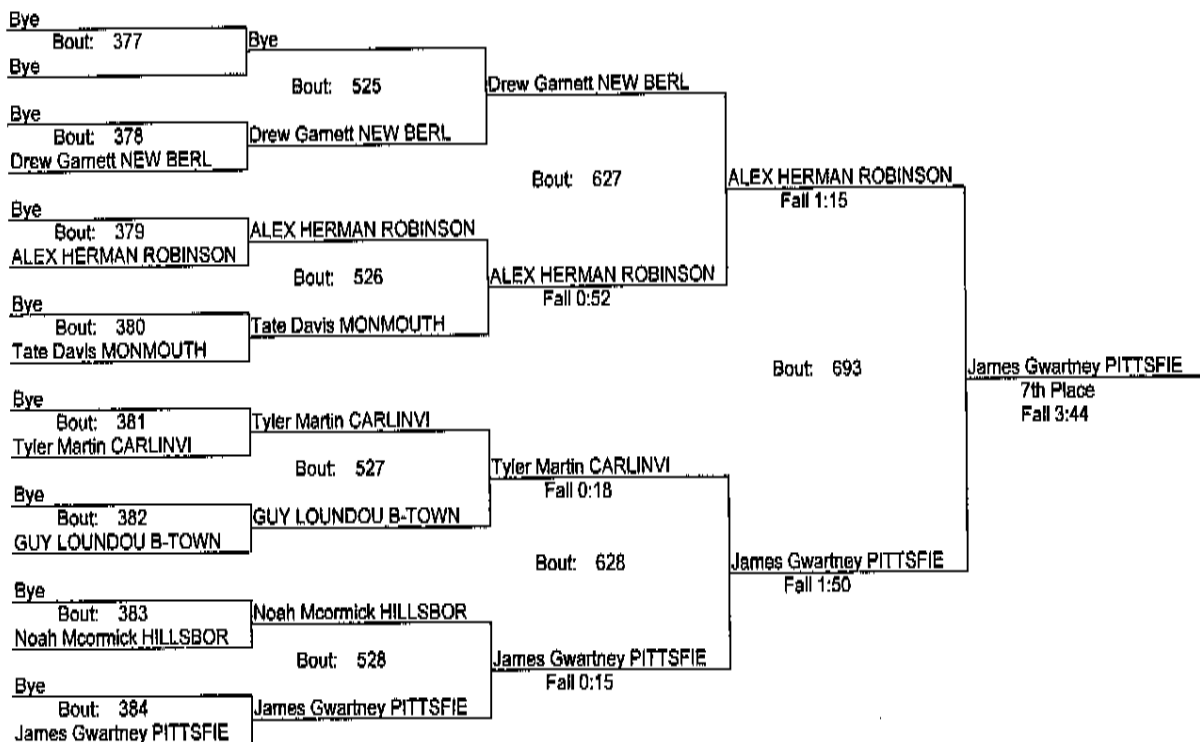 Bye
Bout: 377
Bye
Bye
Bout: 525
Drew Garnett NEW BERL
Bye
Bout: 378
Drew Garnett NEW BERL
Drew Garnett NEW BERL
Bout: 627
ALEX HERMAN ROBINSON
Fall 1:15
Bye
Bout: 379
ALEX HERMAN ROBINSON
ALEX HERMAN ROBINSON
Bout: 526
ALEX HERMAN ROBINSON
Fall 0:52
Bye
Bout: 380
Tate Davis MONMOUTH
Tate Davis MONMOUTH
Bout: 693
James Gwartney PITTSFIE
7th Place
Fall 3:44
Bye
Bout: 381
Tyler Martin CARLINVI
Tyler Martin CARLINVI
Bout: 527
Tyler Martin CARLINVI
Fall 0:18
Bye
Bout: 382
GUY LOUNDOU B-TOWN
GUY LOUNDOU B-TOWN
Bout: 628
James Gwartney PITTSFIE
Fall 1:50
Bye
Bout: 383
Noah Mcormick HILLSBOR
Noah Mcormick HILLSBOR
Bout: 528
James Gwartney PITTSFIE
Fall 0:15
Bye
Bout: 384
James Gwartney PITTSFIE
James Gwartney PITTSFIE